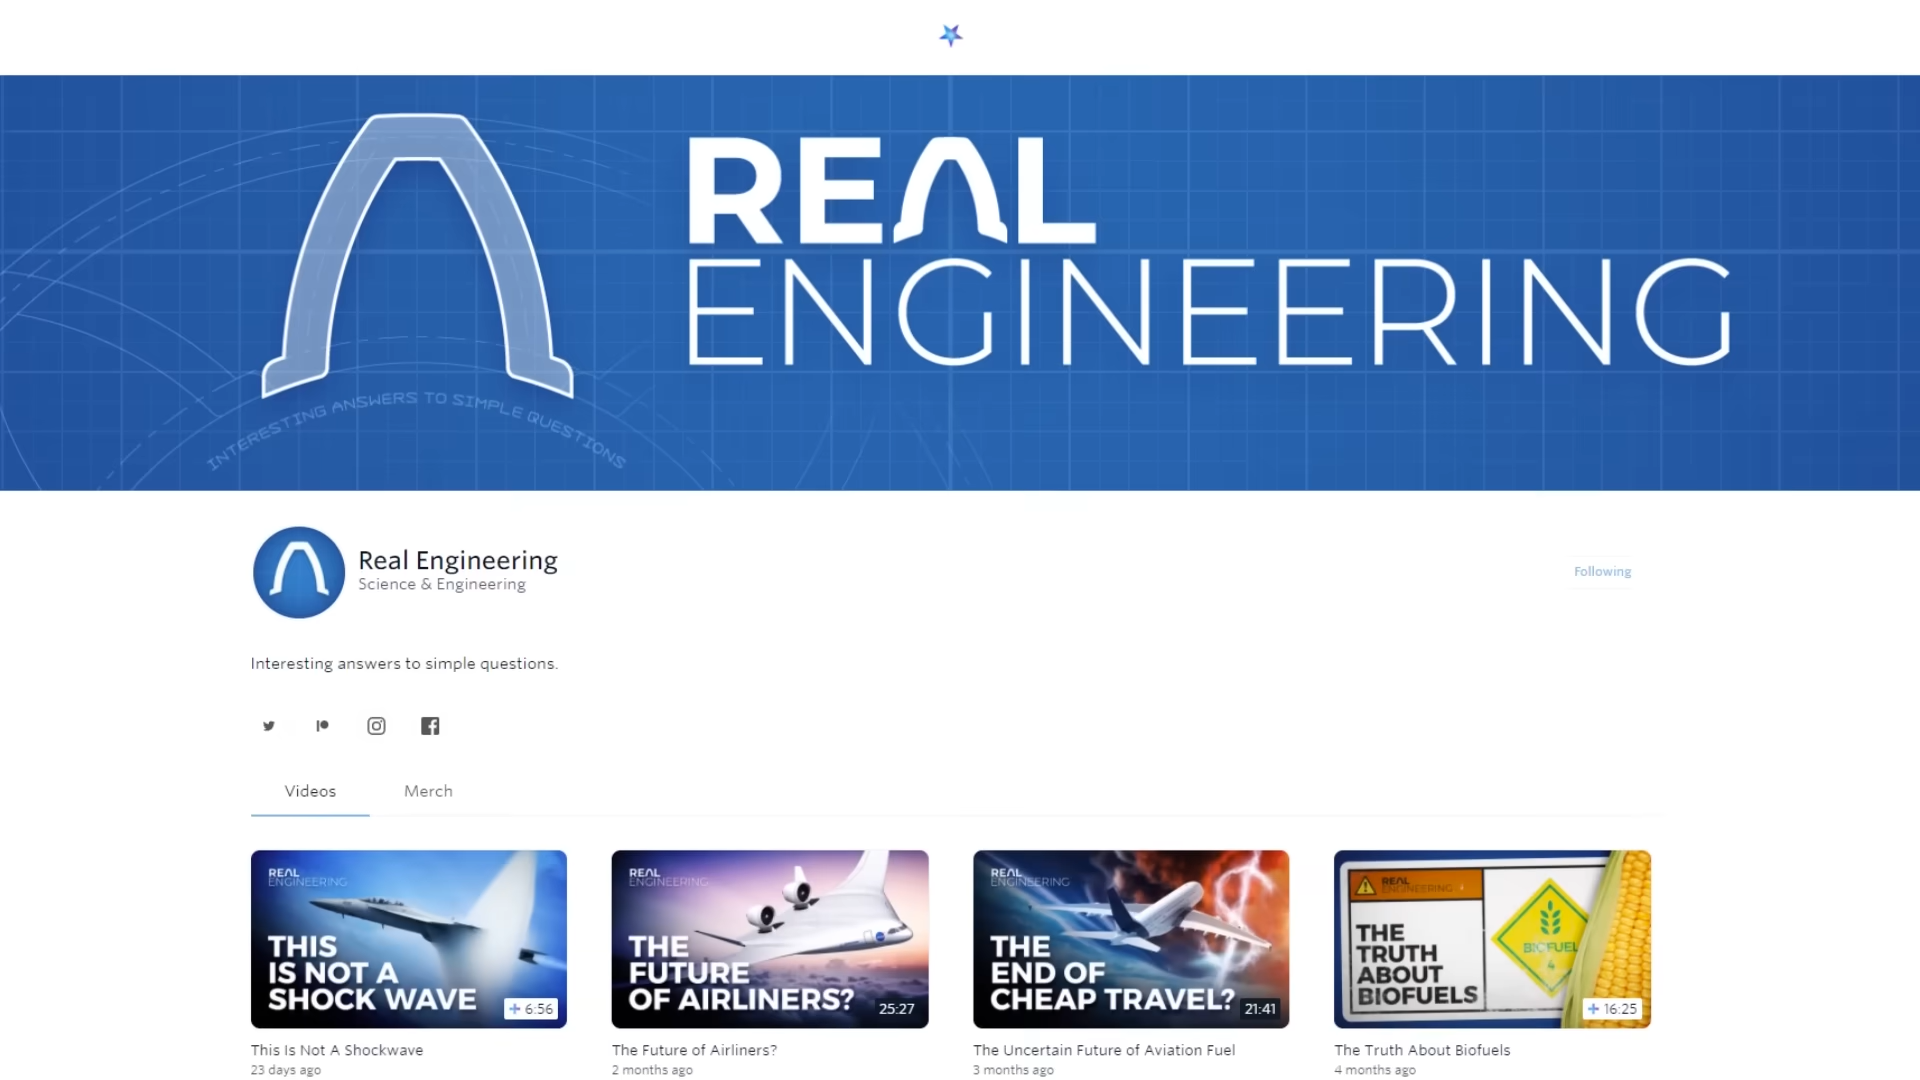 REAL
ENGINEERING
INTERESTING ANSWERS TO SIMPLE QUESTIONS
Real Engineering
Science & Engineering
Following
Interesting answers to simple questions.
Videos
Merch
REAL
ENGINEERING
THIS
IS NOT A
SHOCK WAVE
+ 6:56
This Is Not A Shockwave
23 days ago
REAL
ENGINEERING
THE
FUTURE
OF AIRLINERS?
25:27
The Future of Airliners?
2 months ago
REAL
ENGINEERING
THE
END OF
CHEAP TRAVEL?
21:41
The Uncertain Future of Aviation Fuel
3 months ago
REAL
ENGINEERING
THE
TRUTH
ABOUT
BIOFUELS
BIOFUEL
+ 16:25
The Truth About Biofuels
4 months ago